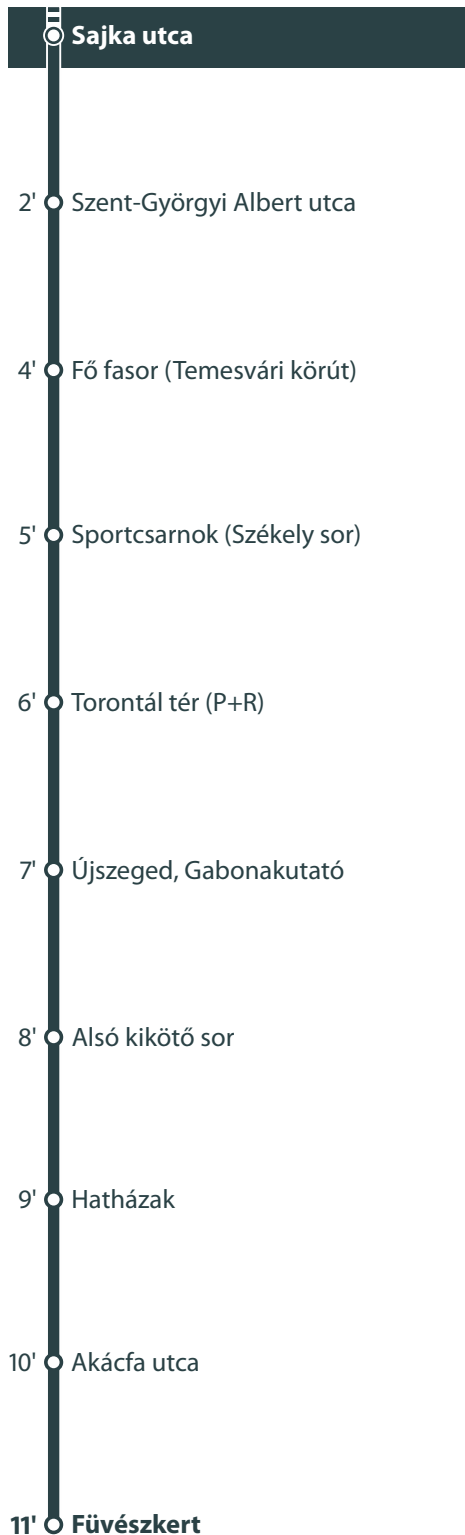 Sajka utca
2' Szent-Györgyi Albert utca
4' Fő fasor (Temesvári körút)
5' Sportcsarnok (Székely sor)
6' Torontál tér (P+R)
7' Újszeged, Gabonakutató
8' Alsó kikötő sor
9' Hatházak
10' Akácfa utca
11' Füvészkert